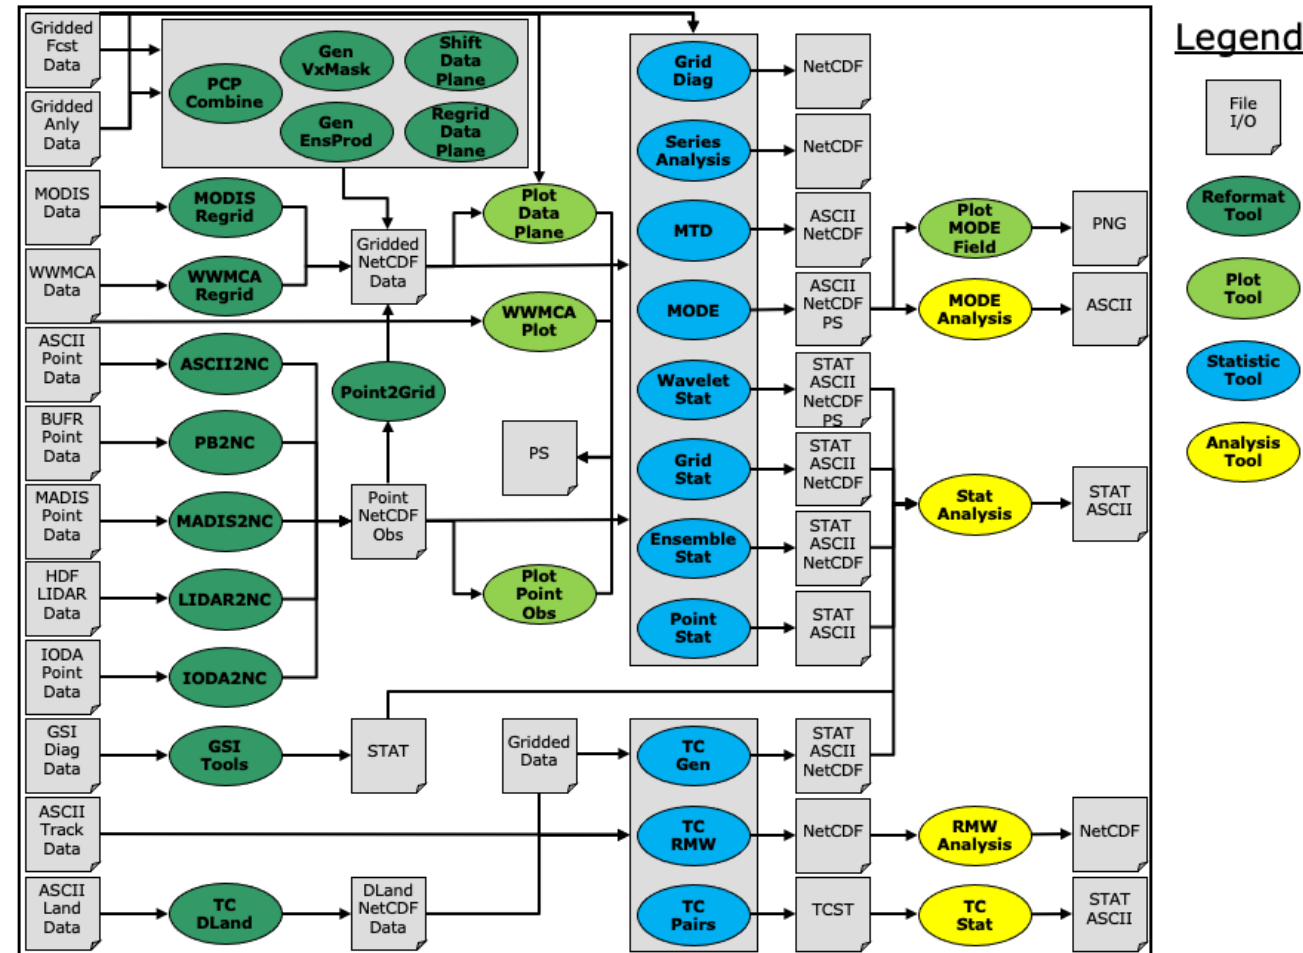 Gridded
Fcst
Data
Gridded
Anly
Data
PCP
Combine
Gen
VxMask
Shift
Data
Plane
Gen
EnsProd
Regrid
Data
Plane
MODIS
Data
MODIS
Regrid
WWMCA
Data
WWMCA
Regrid
Gridded
NetCDF
Data
Plot
Data
Plane
WWMCA
Plot
ASCII
Point
Data
ASCII2NC
Point2Grid
BUFR
Point
Data
PB2NC
PS
MADIS
Point
Data
MADIS2NC
Point
NetCDF
Obs
HDF
LIDAR
Data
LIDAR2NC
Plot
Point
Obs
IODA
Point
Data
IODA2NC
GSI
Diag
Data
GSI
Tools
STAT
Gridded
Data
ASCII
Track
Data
ASCII
Land
Data
TC
DLand
DLand
NetCDF
Data
Grid
Diag
NetCDF
Series
Analysis
NetCDF
MTD
ASCII
NetCDF
Plot
MODE
Field
PNG
MODE
ASCII
NetCDF
PS
MODE
Analysis
ASCII
Wavelet
Stat
STAT
ASCII
NetCDF
PS
Grid
Stat
STAT
ASCII
NetCDF
Stat
Analysis
STAT
ASCII
Ensemble
Stat
STAT
ASCII
NetCDF
Point
Stat
STAT
ASCII
TC
Gen
STAT
ASCII
NetCDF
TC
RMW
NetCDF
RMW
Analysis
NetCDF
TC
Pairs
TCST
TC
Stat
STAT
ASCII
Legend
File
I/O
Reformat
Tool
Plot
Tool
Statistic
Tool
Analysis
Tool